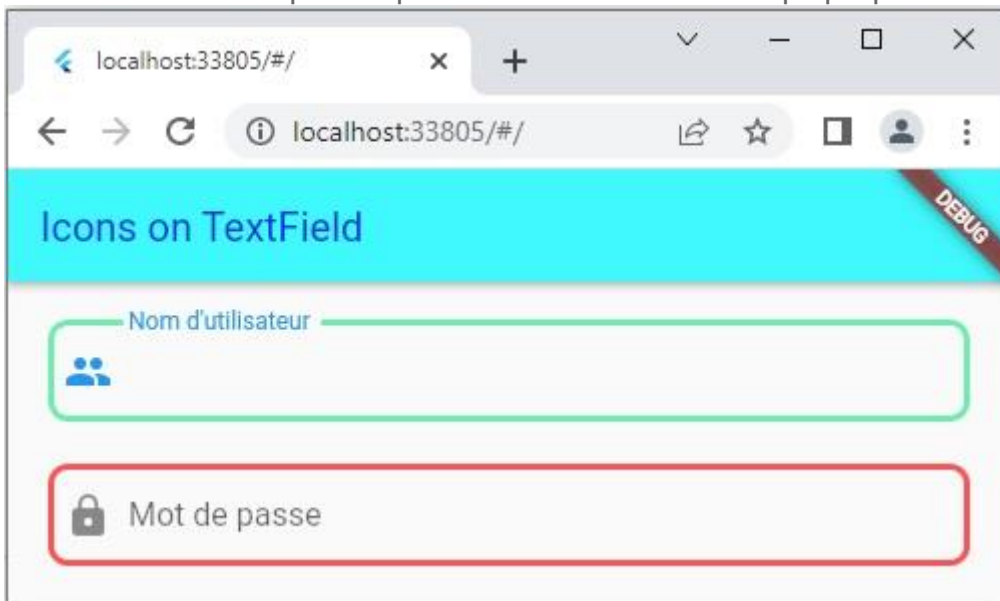 localhost:33805/#/
localhost:33805/#/
Icons on TextField
DEBUG
Nom d'utilisateur
Mot de passe